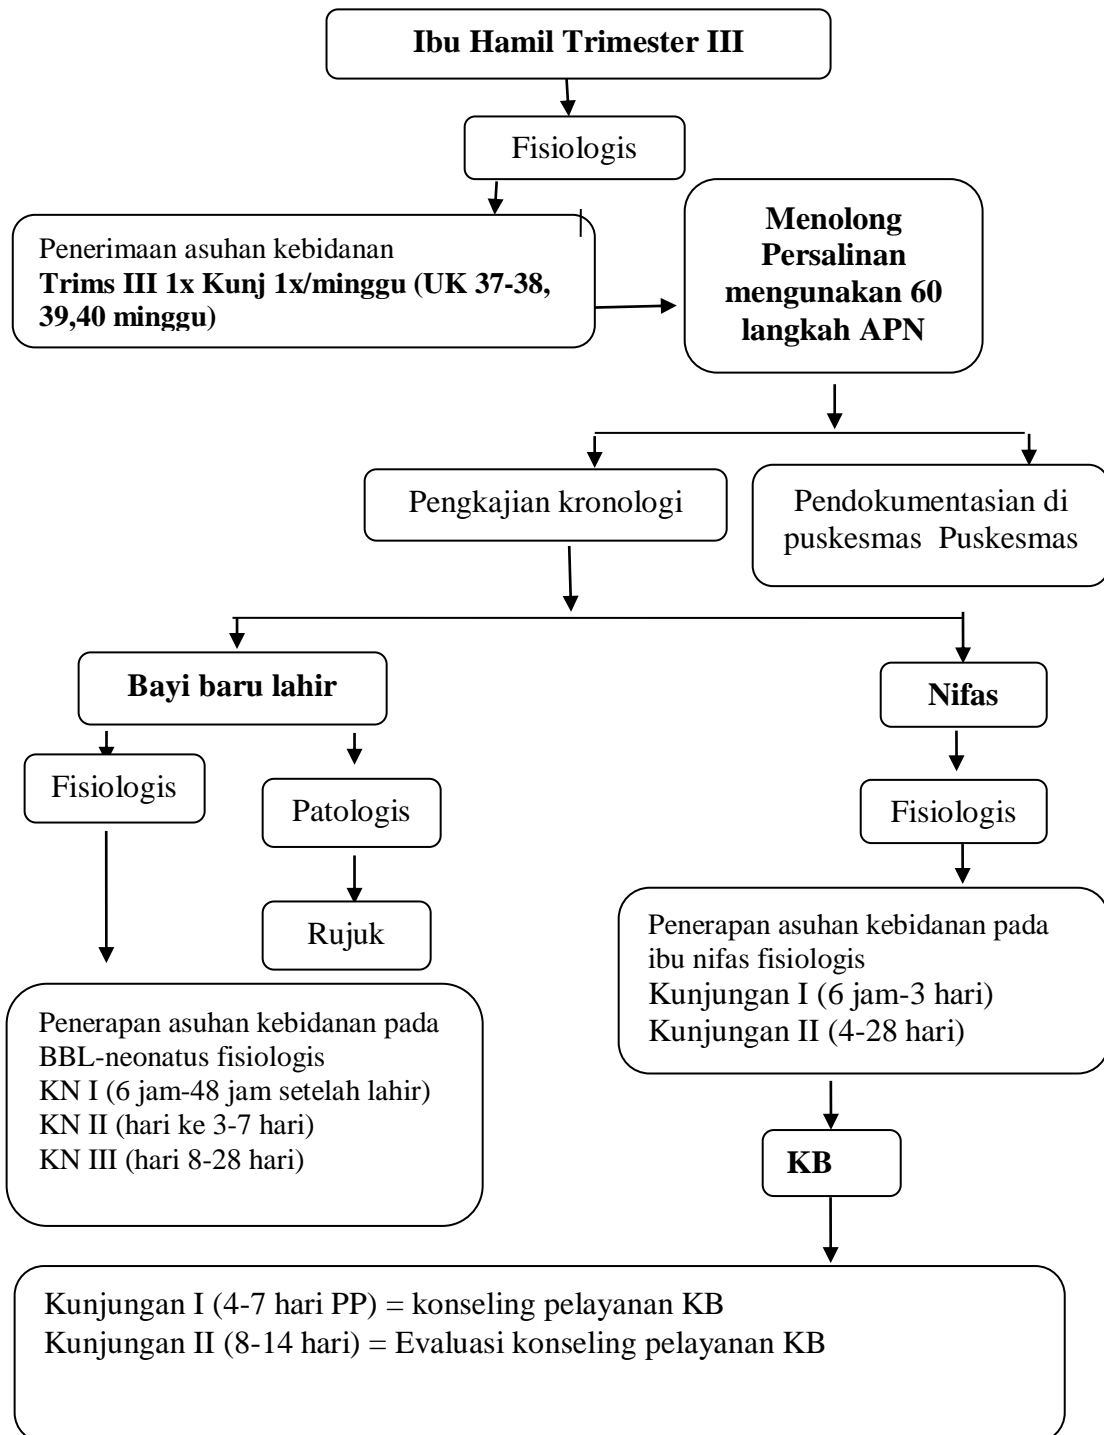 Ibu Hamil Trimester III
Fisiologis
Penerimaan asuhan kebidanan
Trims III 1x Kunj 1x/minggu (UK 37-38,
39,40 minggu)
Menolong
Persalinan
mengunakan 60
langkah APN
Pengkajian kronologi
Pendokumentasian di
puskesmas Puskesmas
Bayi baru lahir
Nifas
Fisiologis
Patologis
Fisiologis
Rujuk
Penerapan asuhan kebidanan pada
ibu nifas fisiologis
Kunjungan I (6 jam-3 hari)
Kunjungan II (4-28 hari)
Penerapan asuhan kebidanan pada
BBL-neonatus fisiologis
KN I (6 jam-48 jam setelah lahir)
KN II (hari ke 3-7 hari)
KN III (hari 8-28 hari)
KB
Kunjungan I (4-7 hari PP) = konseling pelayanan KB
Kunjungan II (8-14 hari) = Evaluasi konseling pelayanan KB